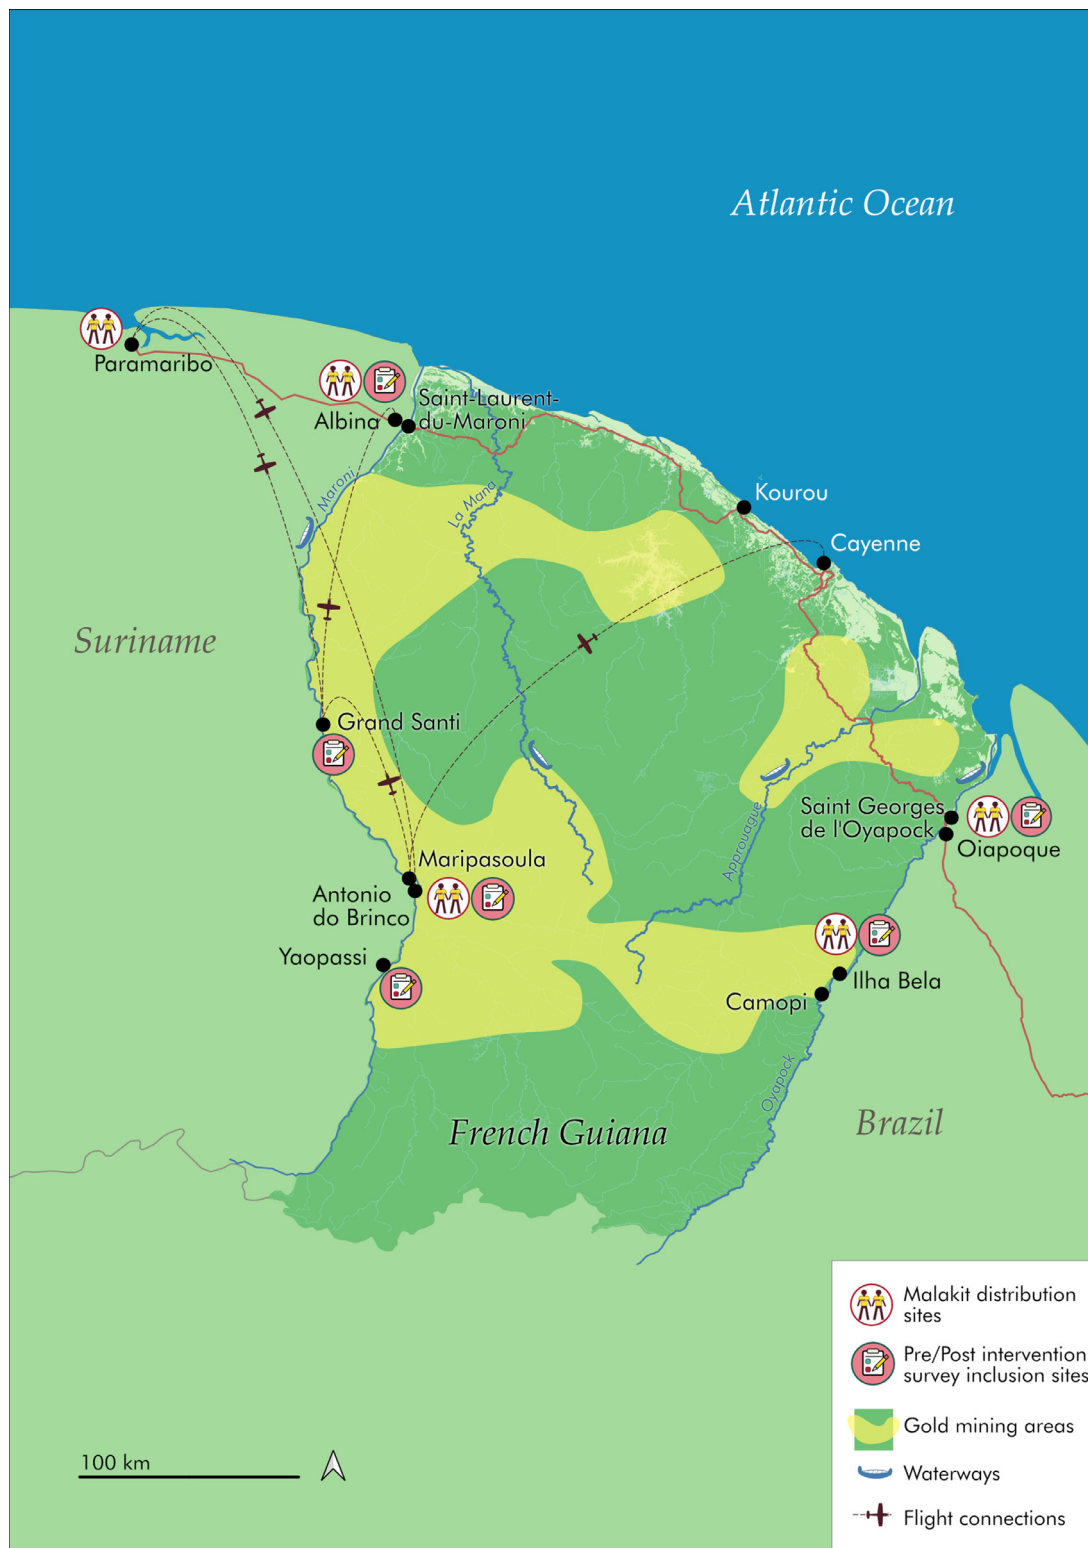 Atlantic Ocean
Paramaribo
Saint-Laurent-
du-Maroni
Albina
Maroni
La Mana
Kourou
Cayenne
Suriname
Grand Santi
Saint Georges
de l'Oyapock
Oiapoque
Approuague
Maripasoula
Antonio
do Brinco
Yaopassi
Ilha Bela
Camopi
Oyapock
French Guiana
Brazil
Malakit distribution
sites
Pre/Post intervention
survey inclusion sites
Gold mining areas
Waterways
Flight connections
100 km